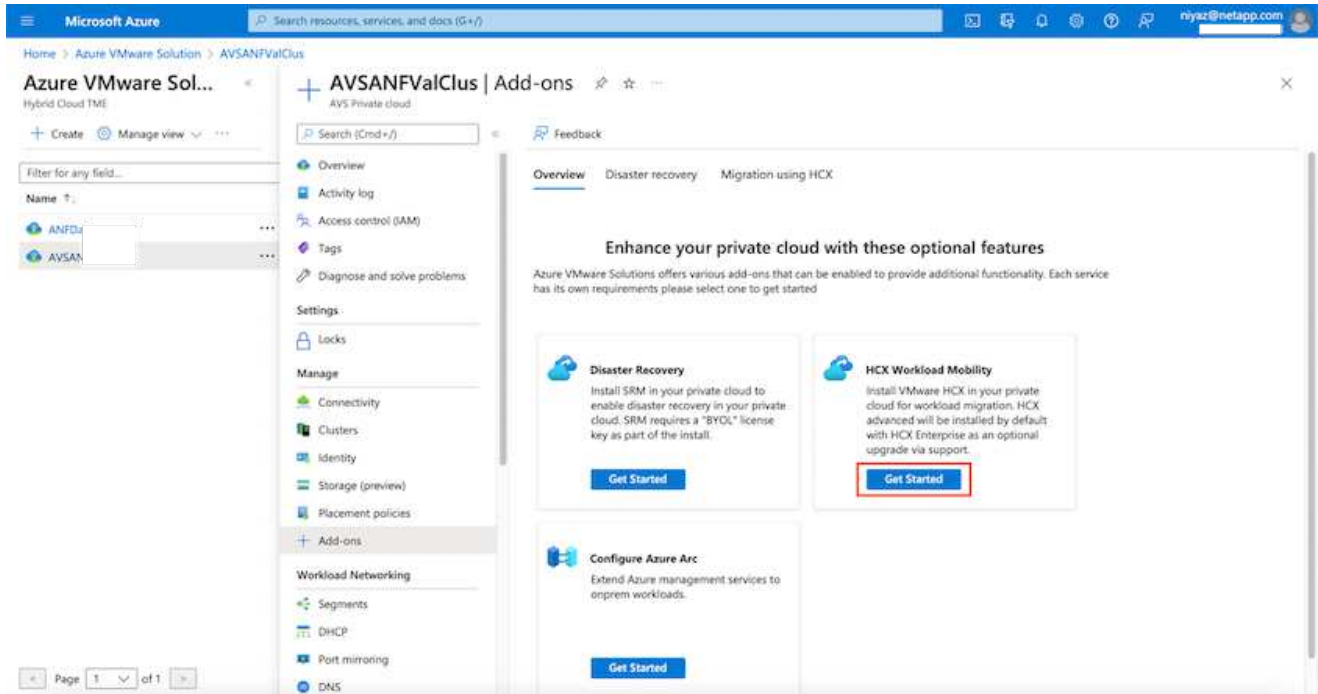 Microsoft Azure
Search resources, services, and docs (G+/)
niyaz@netapp.com
Home > Azure VMware Solution > AVSANFValClus
Azure VMware Sol...
Hybrid Cloud TME
+ Create
Manage view
Filter for any field...
Name ↑↓
ANFDa
AVSAN
Page 1 of 1
AVSANFValClus | Add-ons
AVS Private cloud
Search (Cmd+/)
Overview
Activity log
Access control (IAM)
Tags
Diagnose and solve problems
Settings
Locks
Manage
Connectivity
Clusters
Identity
Storage (preview)
Placement policies
Add-ons
Workload Networking
Segments
DHCP
Port mirroring
DNS
Feedback
Overview Disaster recovery Migration using HCX
Enhance your private cloud with these optional features
Azure VMware Solutions offers various add-ons that can be enabled to provide additional functionality. Each service
has its own requirements please select one to get started
Disaster Recovery
Install SRM in your private cloud to
enable disaster recovery in your private
cloud. SRM requires a "BYOL" license
key as part of the install.
Get Started
HCX Workload Mobility
Install VMware HCX in your private
cloud for workload migration. HCX
advanced will be installed by default
with HCX Enterprise as an optional
upgrade via support.
Get Started
Configure Azure Arc
Extend Azure management services to
onprem workloads.
Get Started